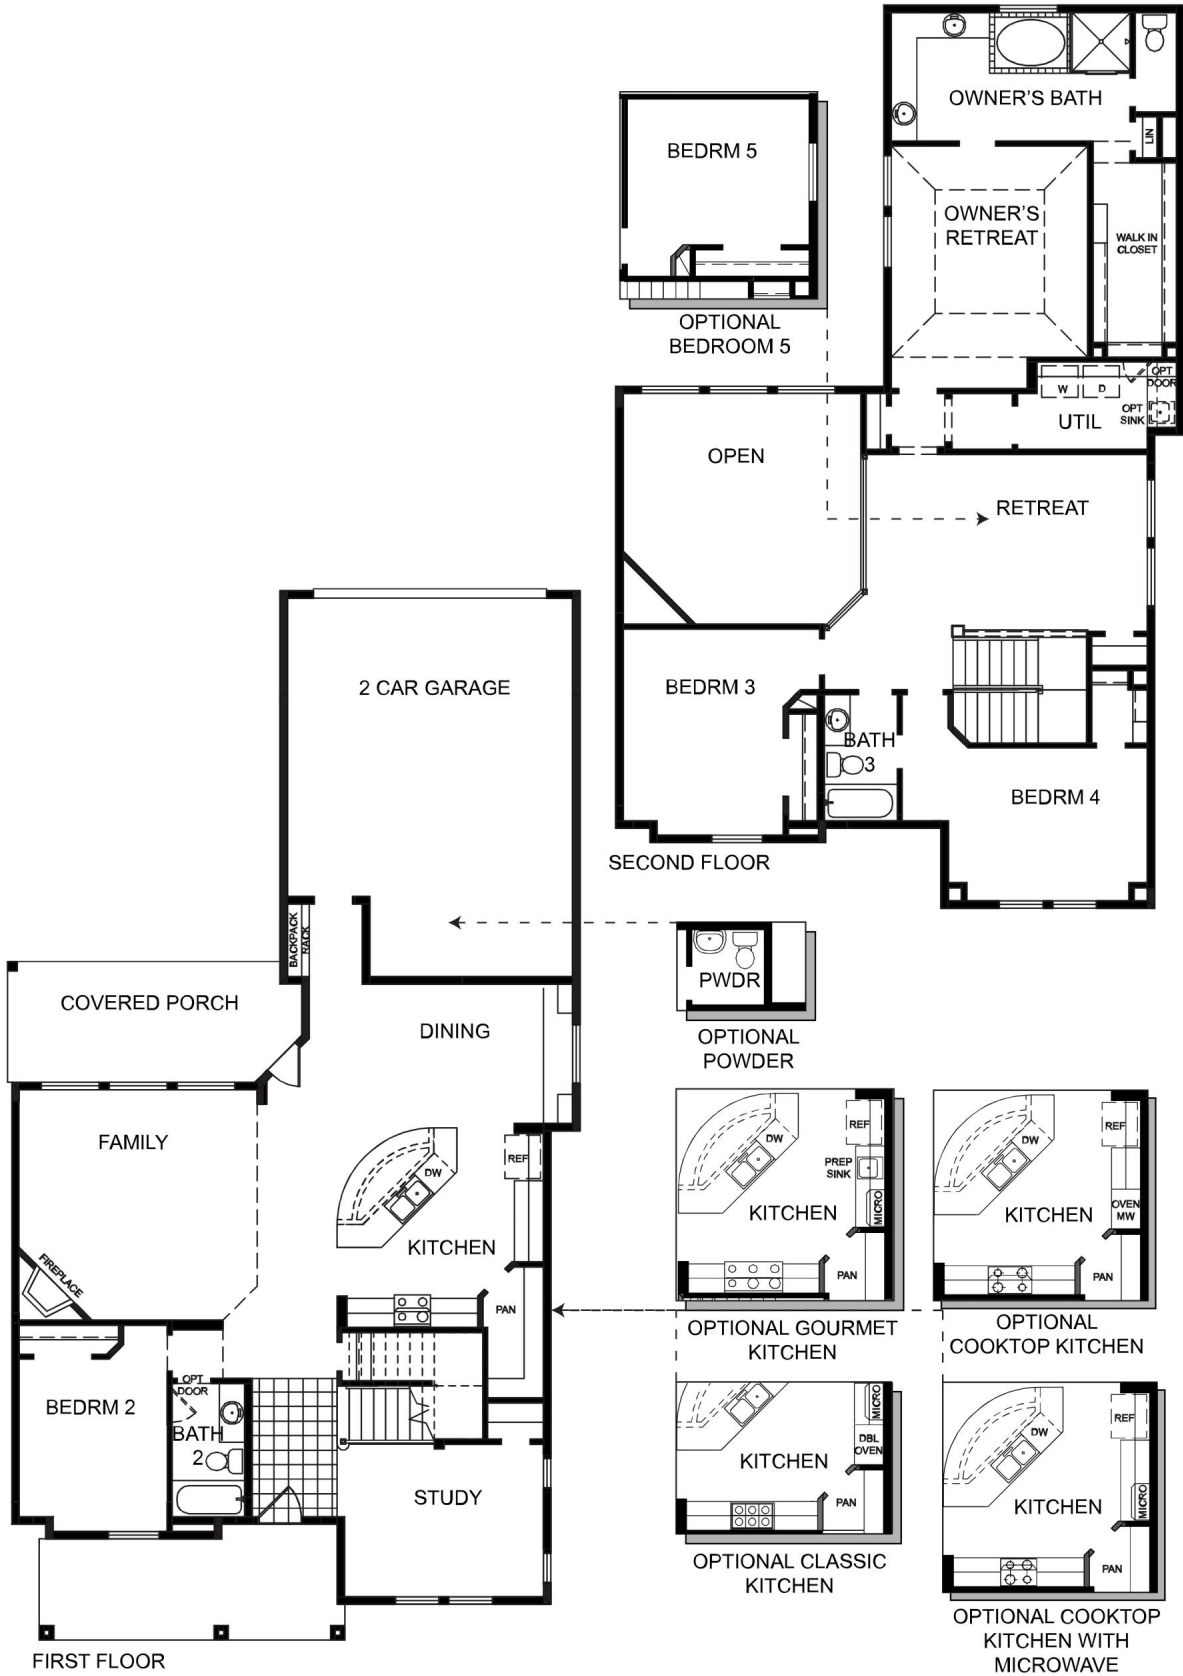 OWNER'S BATH
LIN
OWNER'S
RETREAT
WALK IN
CLOSET
W
D
OPT
DOOR
OPT
SINK
UTIL
OPEN
RETREAT
BEDRM 3
BATH
3
BEDRM 4
SECOND FLOOR
BEDRM 5
OPTIONAL
BEDROOM 5
2 CAR GARAGE
BACKPACK
RACK
COVERED PORCH
DINING
FAMILY
REF
DW
KITCHEN
FIREPLACE
PAN
OPT
DOOR
BEDRM 2
BATH
2
STUDY
FIRST FLOOR
PWDR
OPTIONAL
POWDER
REF
DW
PREP
SINK
MICRO
KITCHEN
PAN
OPTIONAL GOURMET
KITCHEN
REF
DW
OVEN
MW
KITCHEN
PAN
OPTIONAL
COOKTOP KITCHEN
MICRO
DBL
OVEN
KITCHEN
PAN
OPTIONAL CLASSIC
KITCHEN
REF
DW
MICRO
KITCHEN
PAN
OPTIONAL COOKTOP
KITCHEN WITH
MICROWAVE